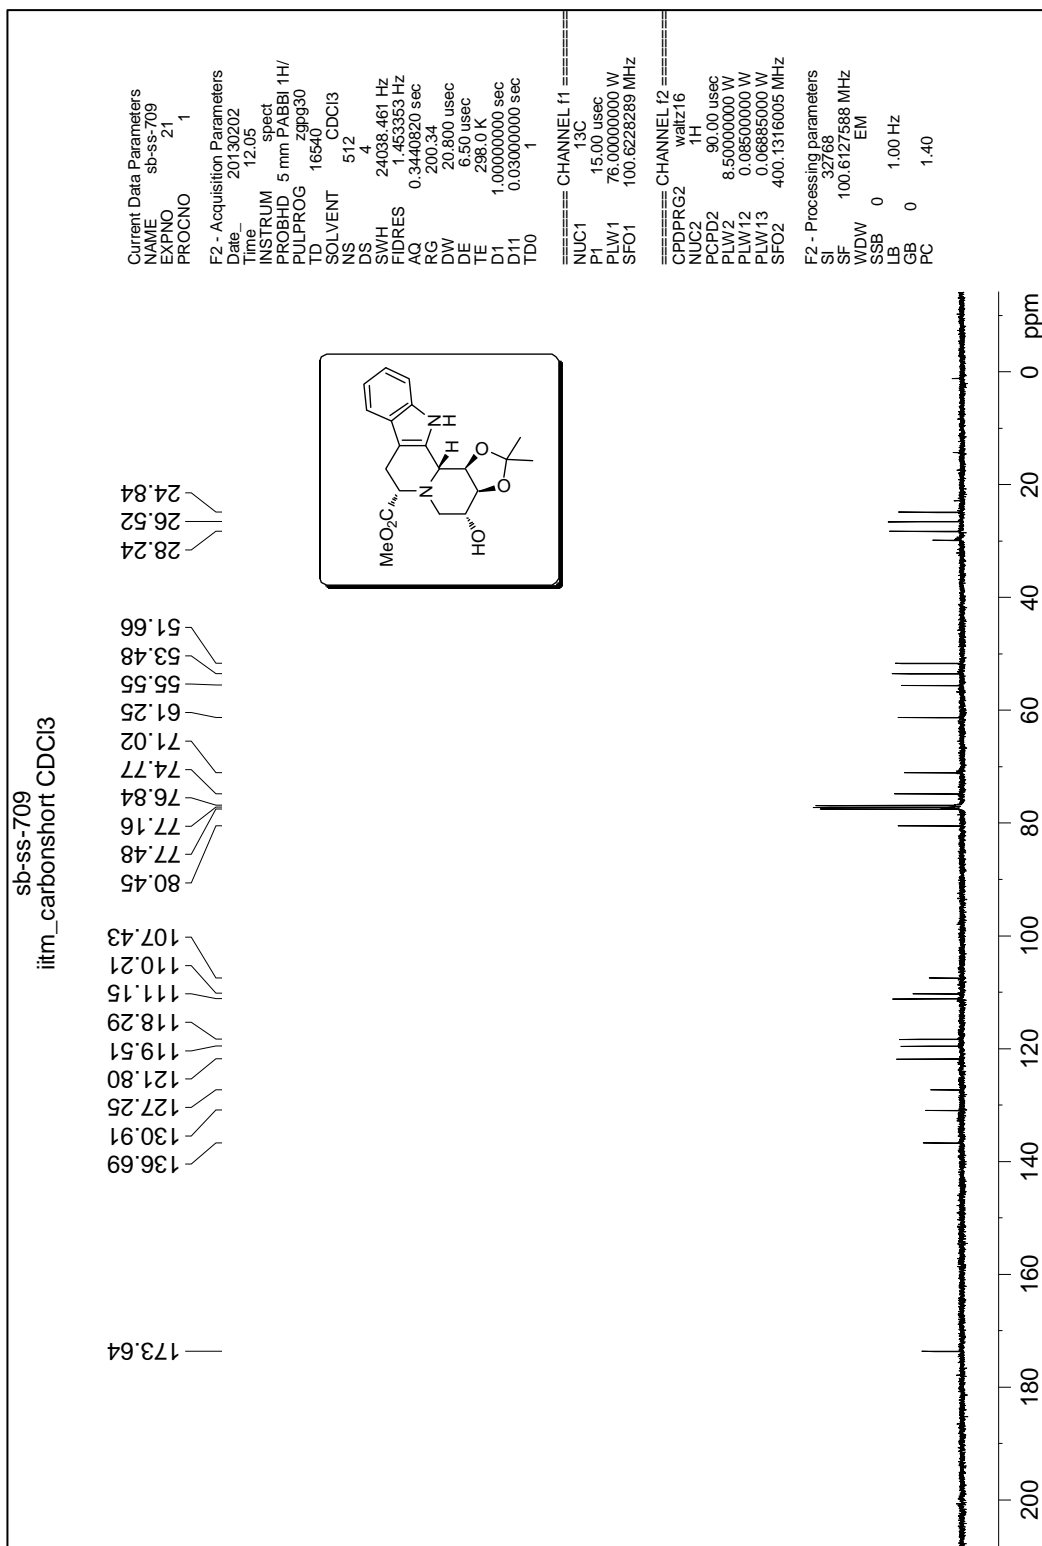 sb-ss-709
iitm_carbonshort CDCl3
173.64
136.69
130.91
127.25
121.80
119.51
118.29
111.15
110.21
107.43
80.45
77.48
77.16
76.84
74.77
71.02
61.25
55.55
53.48
51.66
28.24
26.52
24.84
MeO2C
N
H
NH
O
O
HO
Current Data Parameters
NAME sb-ss-709
EXPNO 21
PROCNO 1
F2 - Acquisition Parameters
Date_ 20130202
Time 12.05
INSTRUM spect
PROBHD 5 mm PABBI 1H/
PULPROG zgpg30
TD 16540
SOLVENT CDCl3
NS 512
DS 4
SWH 24038.461 Hz
FIDRES 1.453353 Hz
AQ 0.3440820 sec
RG 200.34
DW 20.800 usec
DE 6.50 usec
TE 298.0 K
D1 1.00000000 sec
D11 0.03000000 sec
TD0 1
======== CHANNEL f1 ========
NUC1 13C
P1 15.00 usec
PLW1 76.00000000 W
SFO1 100.6228289 MHz
======== CHANNEL f2 ========
CPDPRG2 waltz16
NUC2 1H
PCPD2 90.00 usec
PLW2 8.50000000 W
PLW12 0.08500000 W
PLW13 0.06885000 W
SFO2 400.1316005 MHz
F2 - Processing parameters
SI 32768
SF 100.6127588 MHz
WDW EM
SSB 0
LB 1.00 Hz
GB 0
PC 1.40
200 180 160 140 120 100 80 60 40 20 0 ppm